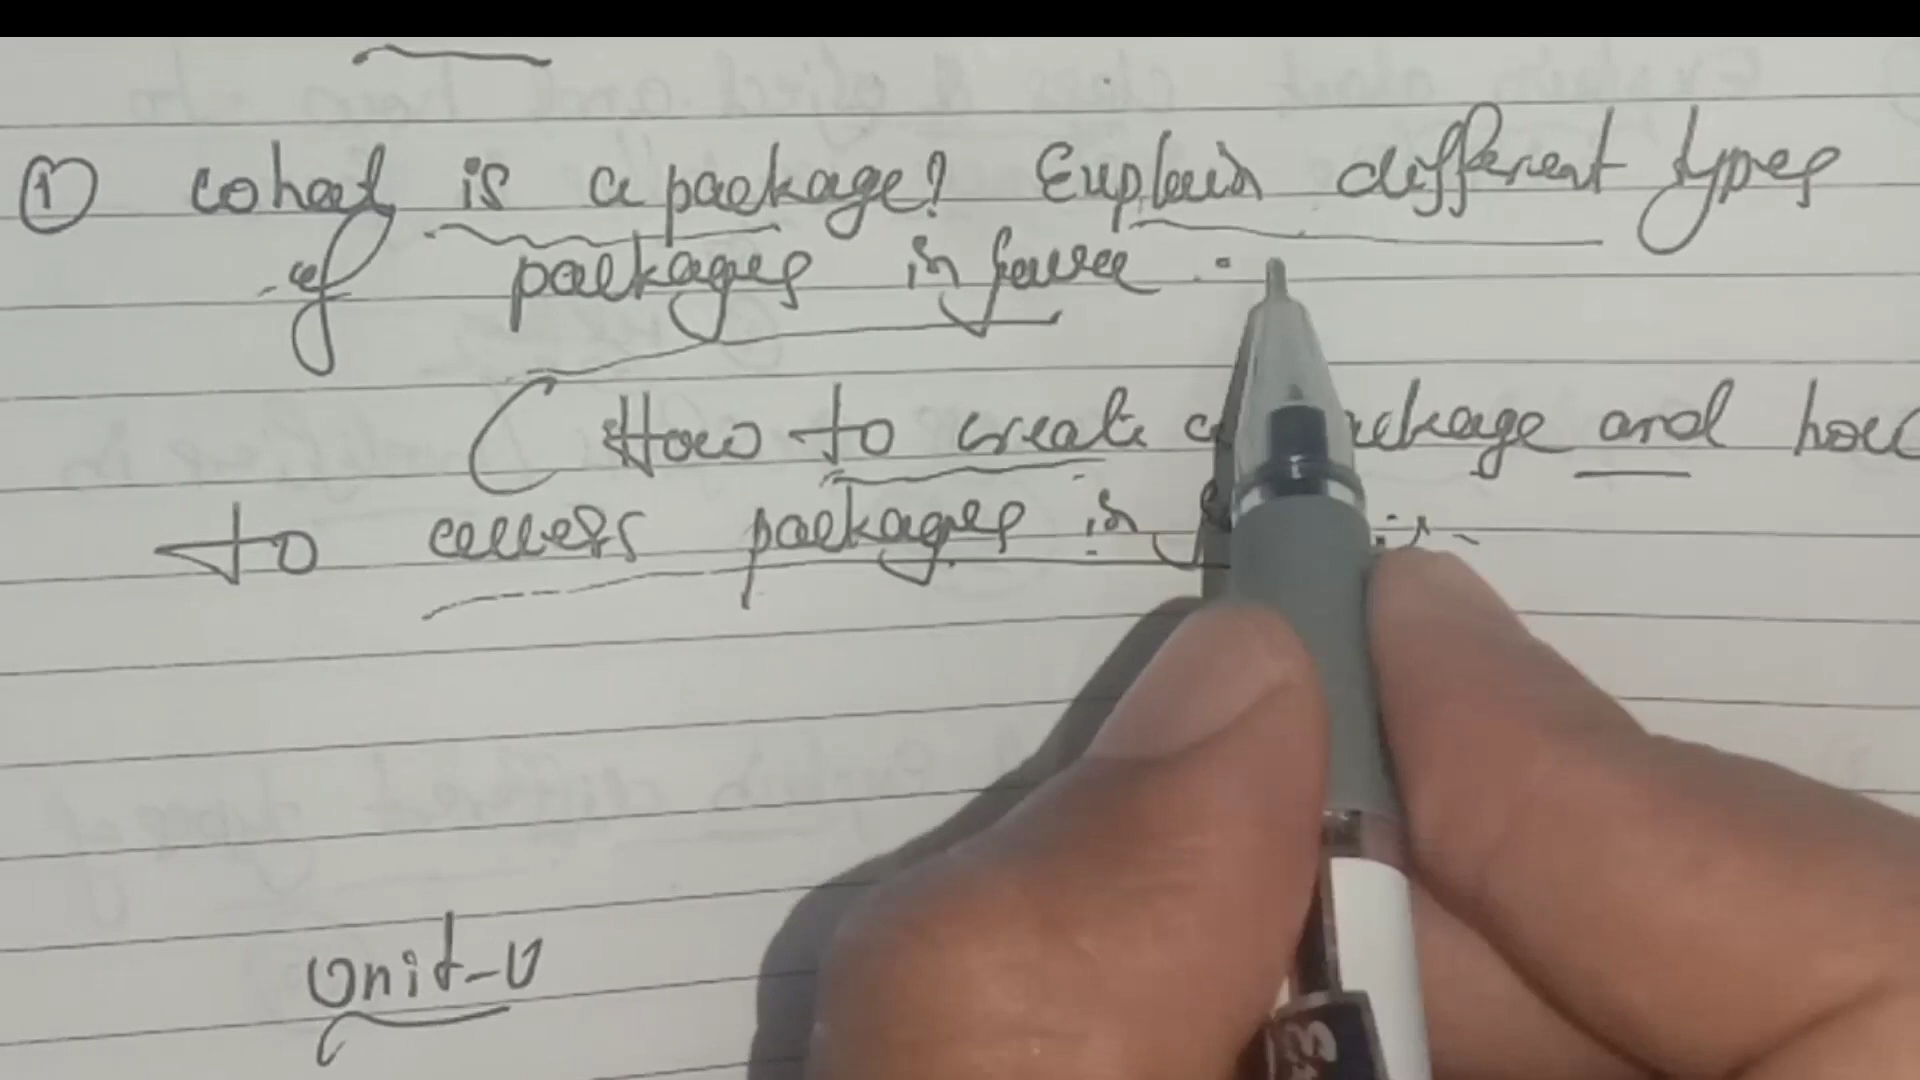 ① what is a package? Explain different types
of packages in Java.
(How to create a package and how
to access packages in
Unit-V